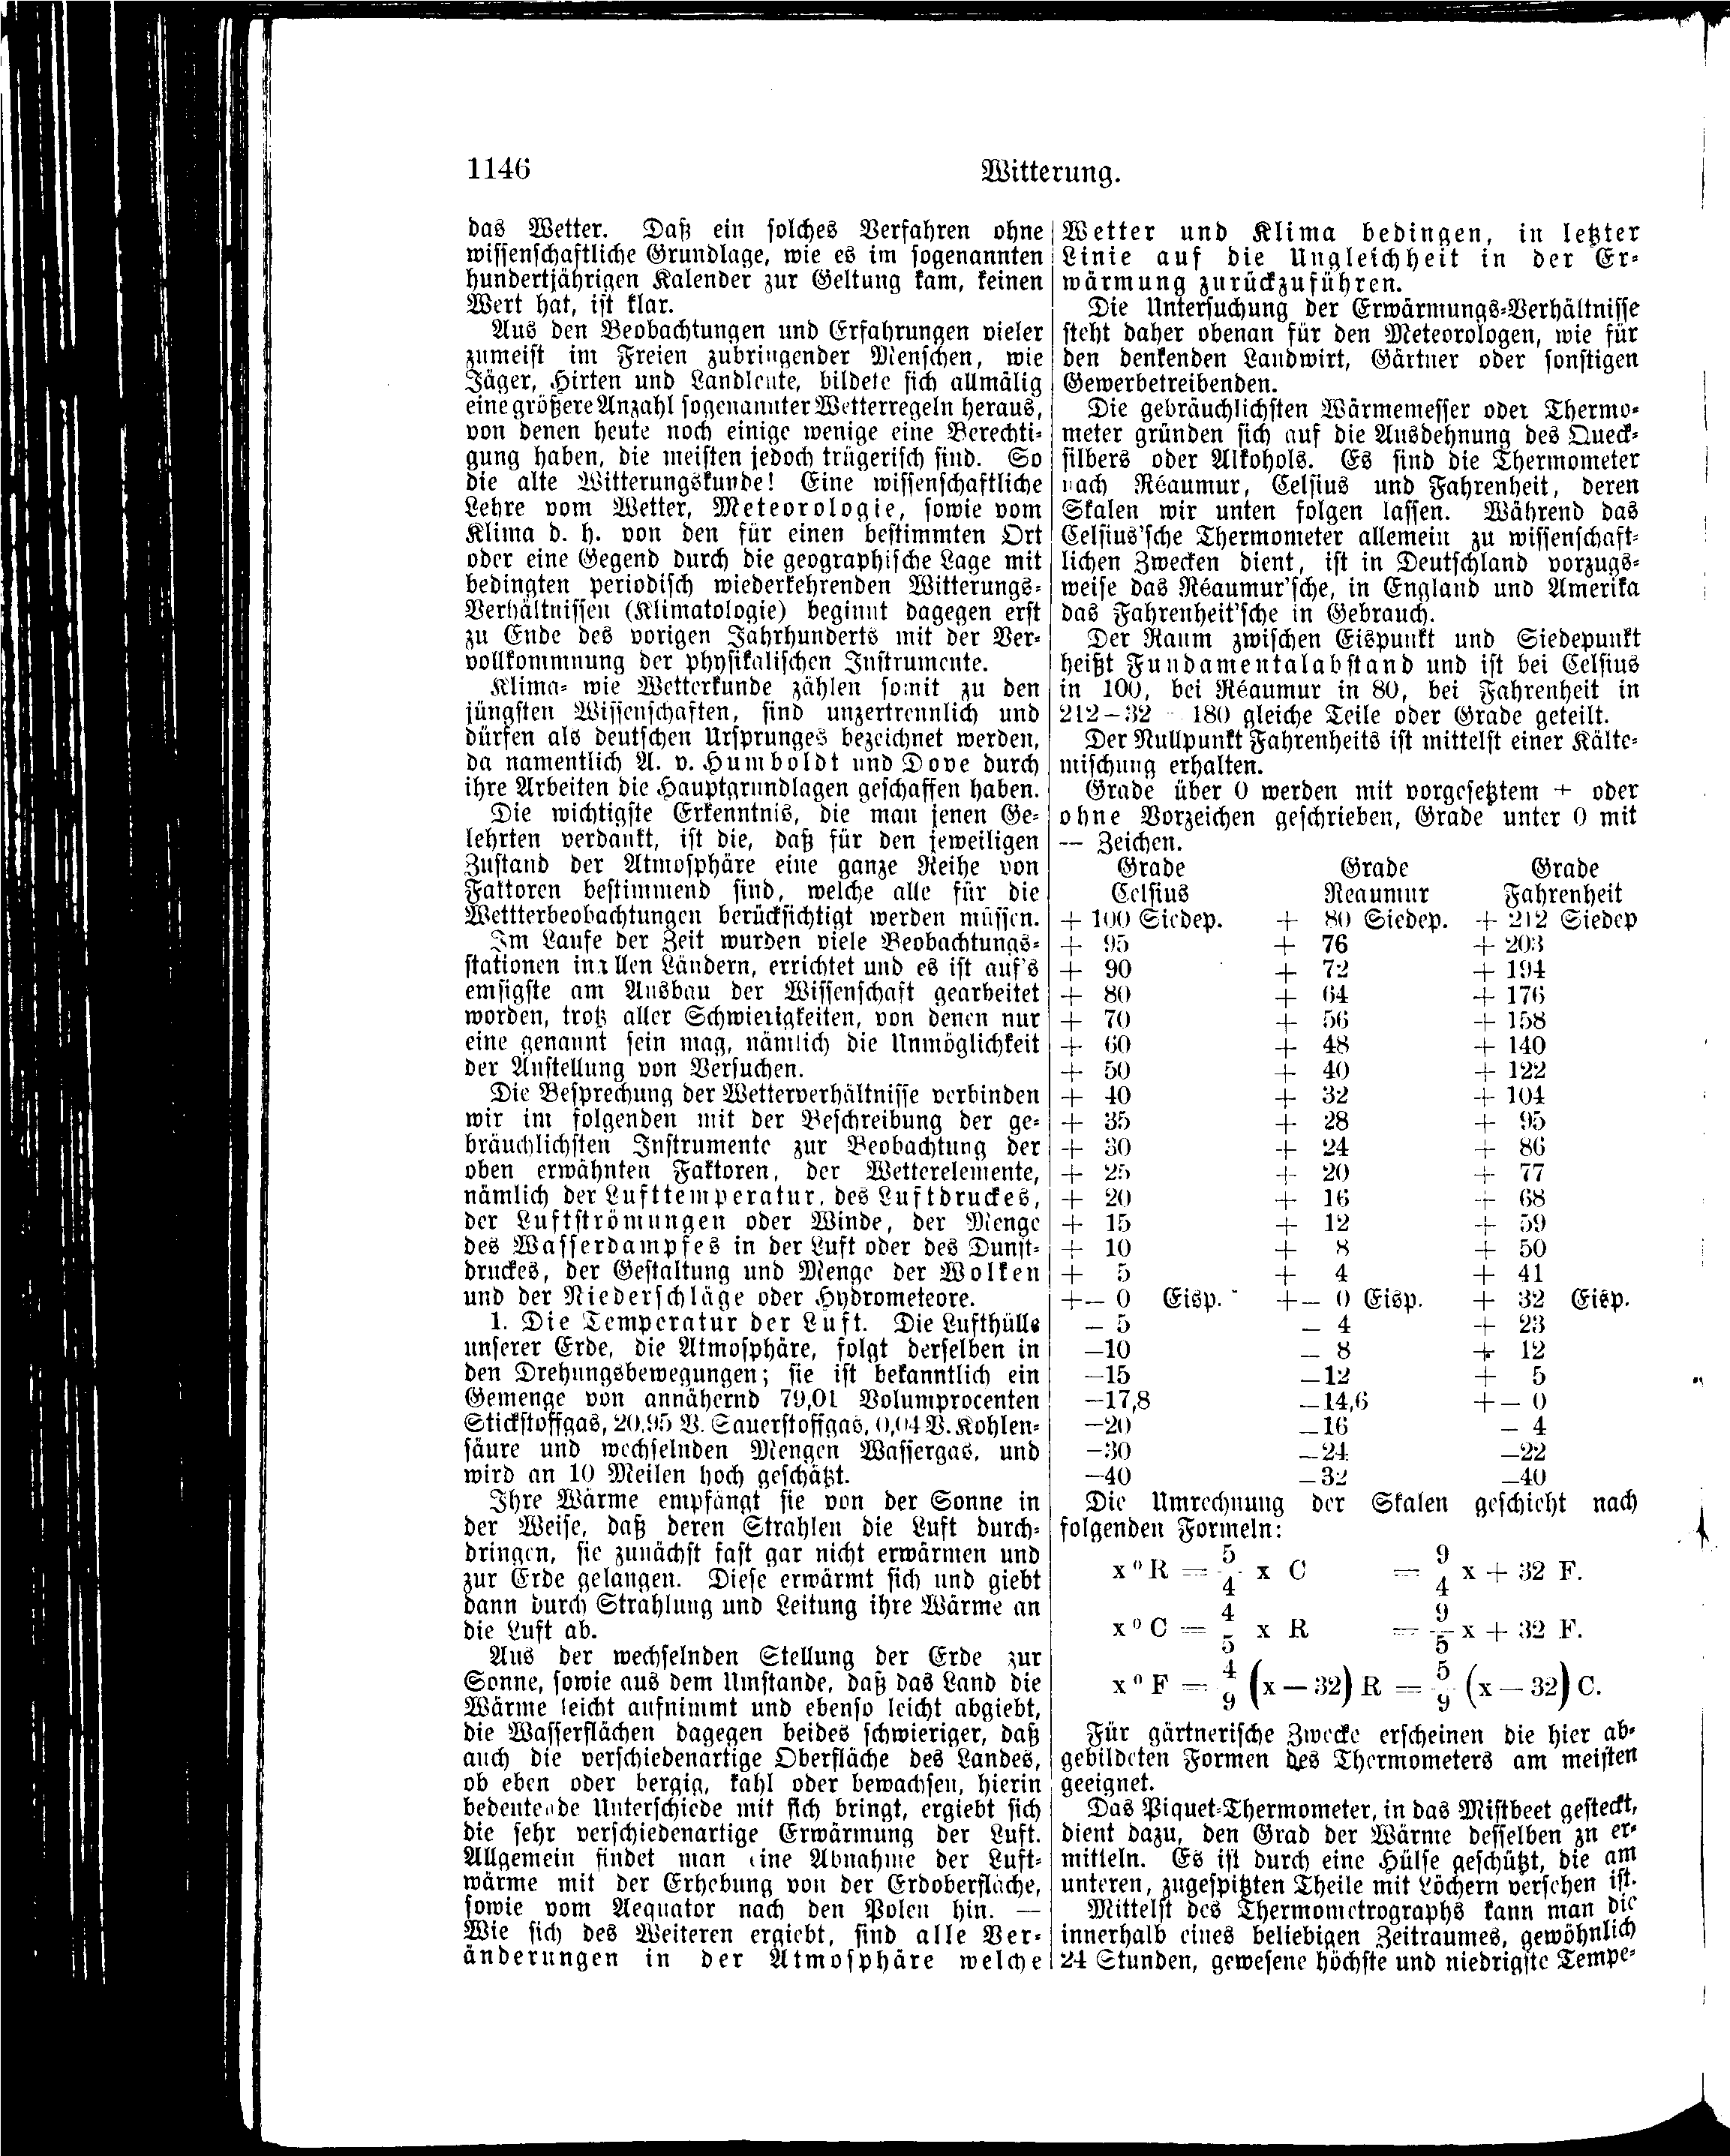 1146
Witterung.
das Wetter. Daß ein solches Verfahren ohne
wissenschaftliche Grundlage, wie es im sogenannten
hundertjährigen Kalender zur Geltung kam, keinen
Wert hat, ist klar.
Aus den Beobachtungen und Erfahrungen vieler
zumeist im Freien zubringender Menschen, wie
Jäger, Hirten und Landleute, bildete sich allmälig
eine größere Anzahl sogenannter Wetterregeln heraus,
von denen heute noch einige wenige eine Berechti-
gung haben, die meisten jedoch trügerisch sind. So
die alte Witterungskunde! Eine wissenschaftliche
Lehre vom Wetter, Meteorologie, sowie vom
Klima d. h. von den für einen bestimmten Ort
oder eine Gegend durch die geographische Lage mit
bedingten periodisch wiederkehrenden Witterungs-
Verhältnissen (Klimatologie) beginnt dagegen erst
zu Ende des vorigen Jahrhunderts mit der Ver-
vollkommnung der physikalischen Instrumente.
Klima- wie Wetterkunde zählen somit zu den
jüngsten Wissenschaften, sind unzertrennlich und
dürfen als deutschen Ursprunges bezeichnet werden,
da namentlich A. v. Humboldt und Dove durch
ihre Arbeiten die Hauptgrundlagen geschaffen haben.
Die wichtigste Erkenntnis, die man jenen Ge-
lehrten verdankt, ist die, daß für den jeweiligen
Zustand der Atmosphäre eine ganze Reihe von
Faktoren bestimmend sind, welche alle für die
Wettterbeobachtungen berücksichtigt werden müssen.
Im Laufe der Zeit wurden viele Beobachtungs-
stationen in allen Ländern, errichtet und es ist auf's
emsigste am Ausbau der Wissenschaft gearbeitet
worden, trotz aller Schwierigkeiten, von denen nur
eine genannt sein mag, nämlich die Unmöglichkeit
der Anstellung von Versuchen.
Die Besprechung der Wetterverhältnisse verbinden
wir im folgenden mit der Beschreibung der ge-
bräuchlichsten Instrumente zur Beobachtung der
oben erwähnten Faktoren, der Wetterelemente,
nämlich der Lufttemperatur, des Luftdruckes,
der Luftströmungen oder Winde, der Menge
des Wasserdampfes in der Luft oder des Dunst-
druckes, der Gestaltung und Menge der Wolken
und der Niederschläge oder Hydrometeore.
1. Die Temperatur der Luft. Die Lufthülle
unserer Erde, die Atmosphäre, folgt derselben in
den Drehungsbewegungen; sie ist bekanntlich ein
Gemenge von annähernd 79,01 Volumprocenten
Stickstoffgas, 20,95 V. Sauerstoffgas, 0,04 V. Kohlen-
säure und wechselnden Mengen Wassergas, und
wird an 10 Meilen hoch geschätzt.
Ihre Wärme empfängt sie von der Sonne in
der Weise, daß deren Strahlen die Luft durch-
dringen, sie zunächst fast gar nicht erwärmen und
zur Erde gelangen. Diese erwärmt sich und giebt
dann durch Strahlung und Leitung ihre Wärme an
die Luft ab.
Aus der wechselnden Stellung der Erde zur
Sonne, sowie aus dem Umstande, daß das Land die
Wärme leicht aufnimmt und ebenso leicht abgiebt,
die Wasserflächen dagegen beides schwieriger, daß
auch die verschiedenartige Oberfläche des Landes,
ob eben oder bergig, kahl oder bewachsen, hierin
bedeutende Unterschiede mit sich bringt, ergiebt sich
die sehr verschiedenartige Erwärmung der Luft.
Allgemein findet man eine Abnahme der Luft-
wärme mit der Erhebung von der Erdoberfläche,
sowie vom Aequator nach den Polen hin. —
Wie sich des Weiteren ergiebt, sind alle Ver-
änderungen in der Atmosphäre welche
Wetter und Klima bedingen, in letzter
Linie auf die Ungleichheit in der Er-
wärmung zurückzuführen.
Die Untersuchung der Erwärmungs-Verhältnisse
steht daher obenan für den Meteorologen, wie für
den denkenden Landwirt, Gärtner oder sonstigen
Gewerbetreibenden.
Die gebräuchlichsten Wärmemesser oder Thermo-
meter gründen sich auf die Ausdehnung des Queck-
silbers oder Alkohols. Es sind die Thermometer
nach Réaumur, Celsius und Fahrenheit, deren
Skalen wir unten folgen lassen. Während das
Celsius'sche Thermometer allemein zu wissenschaft-
lichen Zwecken dient, ist in Deutschland vorzugs-
weise das Réaumur'sche, in England und Amerika
das Fahrenheit'sche in Gebrauch.
Der Raum zwischen Eispunkt und Siedepunkt
heißt Fundamentalabstand und ist bei Celsius
in 100, bei Réaumur in 80, bei Fahrenheit in
212—32 - 180 gleiche Teile oder Grade geteilt.
Der Nullpunkt Fahrenheits ist mittelst einer Kälte-
mischung erhalten.
Grade über 0 werden mit vorgesetztem + oder
ohne Vorzeichen geschrieben, Grade unter 0 mit
— Zeichen.
Grade Grade Grade
Celsius Reaumur Fahrenheit
+ 100 Siedep. + 80 Siedep. + 212 Siedep
+ 95 + 76 + 203
+ 90 + 72 + 194
+ 80 + 64 + 176
+ 70 + 56 + 158
+ 60 + 48 + 140
+ 50 + 40 + 122
+ 40 + 32 + 104
+ 35 + 28 + 95
+ 30 + 24 + 86
+ 25 + 20 + 77
+ 20 + 16 + 68
+ 15 + 12 + 59
+ 10 + 8 + 50
+ 5 + 4 + 41
+— 0 Eisp. +— 0 Eisp. + 32 Eisp.
— 5 — 4 + 23
—10 — 8 + 12
—15 —12 + 5
—17,8 —14,6 +— 0
—20 —16 — 4
—30 —24 —22
—40 —32 —40
Die Umrechnung der Skalen geschieht nach
folgenden Formeln:
x°R = 5/4 x C = 9/4 x + 32 F.
x°C = 4/5 x R = 9/5 x + 32 F.
x°F = 4/9 (x — 32) R = 5/9 (x — 32) C.
Für gärtnerische Zwecke erscheinen die hier ab-
gebildeten Formen des Thermometers am meisten
geeignet.
Das Piquet-Thermometer, in das Mistbeet gesteckt,
dient dazu, den Grad der Wärme desselben zu er-
mitteln. Es ist durch eine Hülse geschützt, die am
unteren, zugespitzten Theile mit Löchern versehen ist.
Mittelst des Thermometrographs kann man die
innerhalb eines beliebigen Zeitraumes, gewöhnlich
24 Stunden, gewesene höchste und niedrigste Tempe-